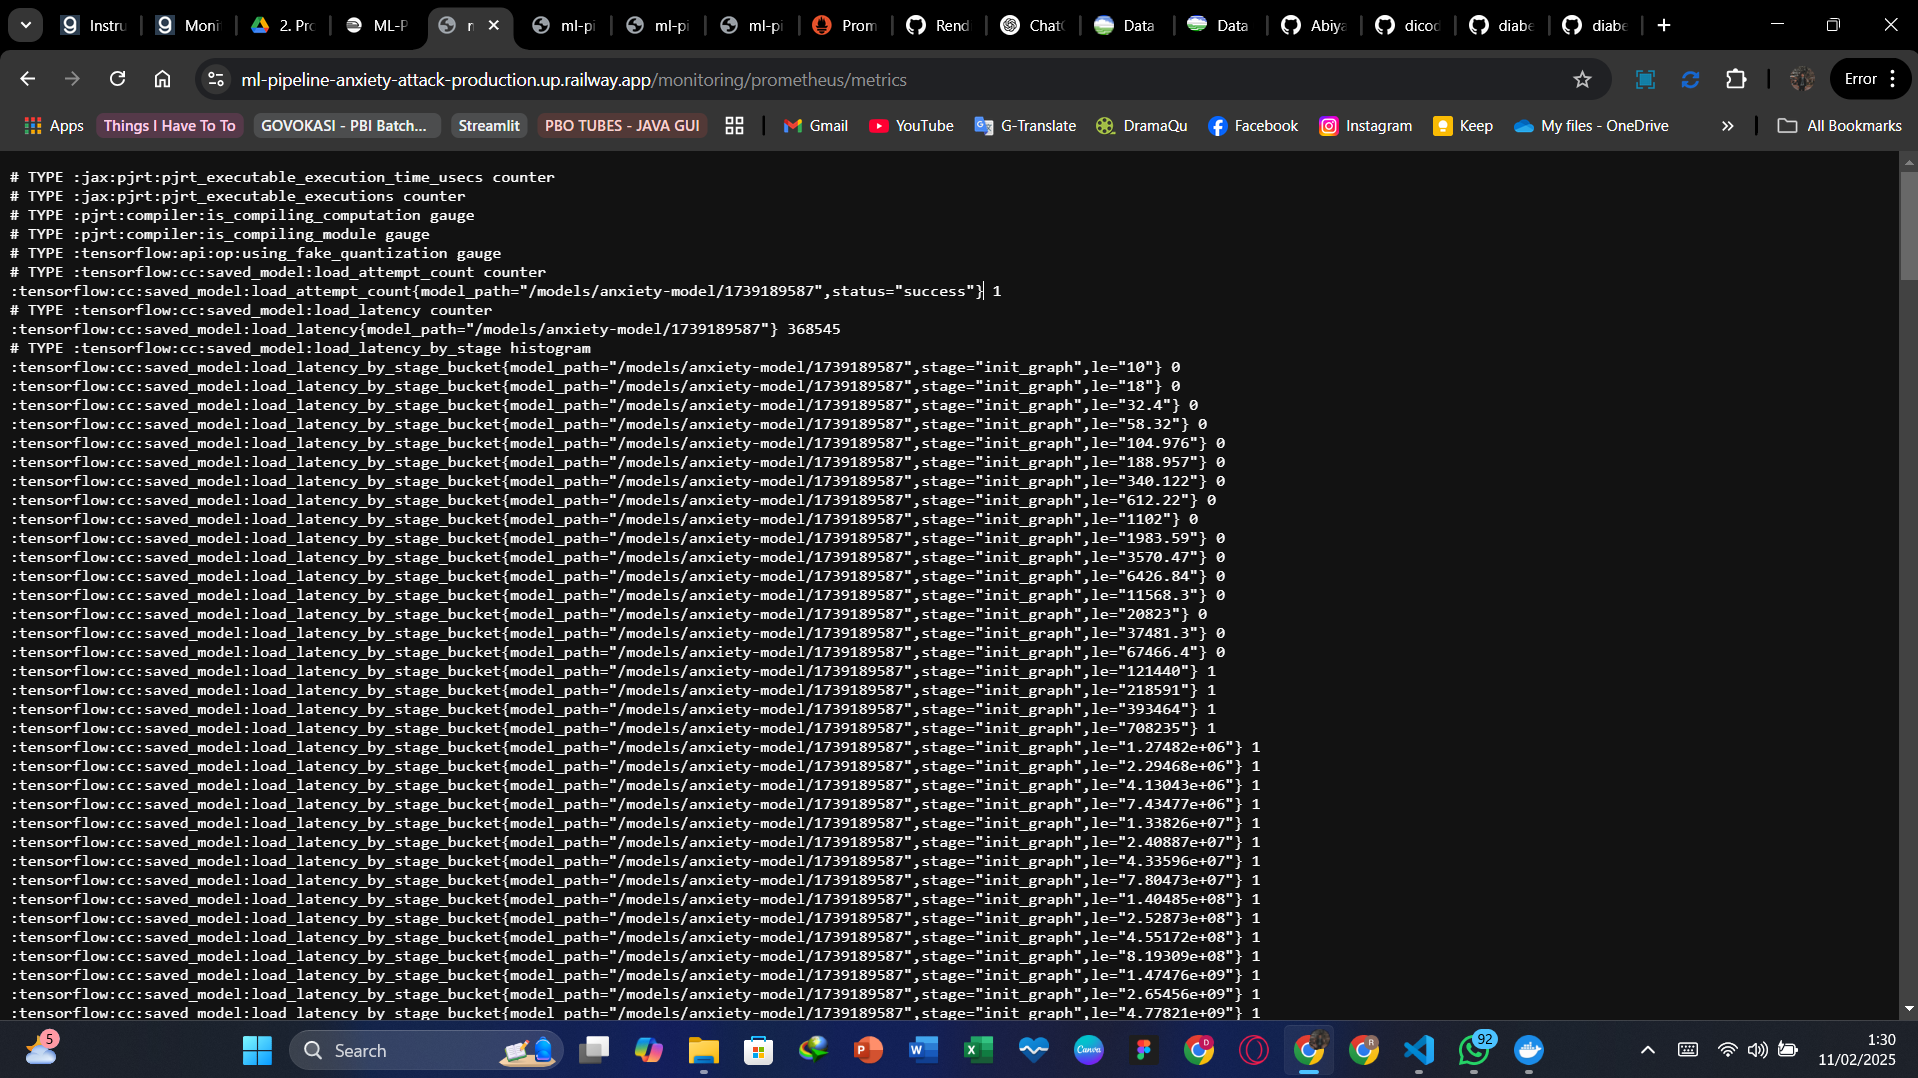 Instru
Moni
2. Pro
ML-P
ml-pi
ml-pi
ml-pi
Prom
Rendi
ChatG
Data
Data
Abiya
dicod
diabe
diabe
ml-pipeline-anxiety-attack-production.up.railway.app/monitoring/prometheus/metrics
Error
Apps
Things I Have To To
GOVOKASI - PBI Batch...
Streamlit
PBO TUBES - JAVA GUI
Gmail
YouTube
G-Translate
DramaQu
Facebook
Instagram
Keep
My files - OneDrive
All Bookmarks
# TYPE :jax:pjrt:pjrt_executable_execution_time_usecs counter
# TYPE :jax:pjrt:pjrt_executable_executions counter
# TYPE :pjrt:compiler:is_compiling_computation gauge
# TYPE :pjrt:compiler:is_compiling_module gauge
# TYPE :tensorflow:api:op:using_fake_quantization gauge
# TYPE :tensorflow:cc:saved_model:load_attempt_count counter
:tensorflow:cc:saved_model:load_attempt_count{model_path="/models/anxiety-model/1739189587",status="success"} 1
# TYPE :tensorflow:cc:saved_model:load_latency counter
:tensorflow:cc:saved_model:load_latency{model_path="/models/anxiety-model/1739189587"} 368545
# TYPE :tensorflow:cc:saved_model:load_latency_by_stage histogram
:tensorflow:cc:saved_model:load_latency_by_stage_bucket{model_path="/models/anxiety-model/1739189587",stage="init_graph",le="10"} 0
:tensorflow:cc:saved_model:load_latency_by_stage_bucket{model_path="/models/anxiety-model/1739189587",stage="init_graph",le="18"} 0
:tensorflow:cc:saved_model:load_latency_by_stage_bucket{model_path="/models/anxiety-model/1739189587",stage="init_graph",le="32.4"} 0
:tensorflow:cc:saved_model:load_latency_by_stage_bucket{model_path="/models/anxiety-model/1739189587",stage="init_graph",le="58.32"} 0
:tensorflow:cc:saved_model:load_latency_by_stage_bucket{model_path="/models/anxiety-model/1739189587",stage="init_graph",le="104.976"} 0
:tensorflow:cc:saved_model:load_latency_by_stage_bucket{model_path="/models/anxiety-model/1739189587",stage="init_graph",le="188.957"} 0
:tensorflow:cc:saved_model:load_latency_by_stage_bucket{model_path="/models/anxiety-model/1739189587",stage="init_graph",le="340.122"} 0
:tensorflow:cc:saved_model:load_latency_by_stage_bucket{model_path="/models/anxiety-model/1739189587",stage="init_graph",le="612.22"} 0
:tensorflow:cc:saved_model:load_latency_by_stage_bucket{model_path="/models/anxiety-model/1739189587",stage="init_graph",le="1102"} 0
:tensorflow:cc:saved_model:load_latency_by_stage_bucket{model_path="/models/anxiety-model/1739189587",stage="init_graph",le="1983.59"} 0
:tensorflow:cc:saved_model:load_latency_by_stage_bucket{model_path="/models/anxiety-model/1739189587",stage="init_graph",le="3570.47"} 0
:tensorflow:cc:saved_model:load_latency_by_stage_bucket{model_path="/models/anxiety-model/1739189587",stage="init_graph",le="6426.84"} 0
:tensorflow:cc:saved_model:load_latency_by_stage_bucket{model_path="/models/anxiety-model/1739189587",stage="init_graph",le="11568.3"} 0
:tensorflow:cc:saved_model:load_latency_by_stage_bucket{model_path="/models/anxiety-model/1739189587",stage="init_graph",le="20823"} 0
:tensorflow:cc:saved_model:load_latency_by_stage_bucket{model_path="/models/anxiety-model/1739189587",stage="init_graph",le="37481.3"} 0
:tensorflow:cc:saved_model:load_latency_by_stage_bucket{model_path="/models/anxiety-model/1739189587",stage="init_graph",le="67466.4"} 0
:tensorflow:cc:saved_model:load_latency_by_stage_bucket{model_path="/models/anxiety-model/1739189587",stage="init_graph",le="121440"} 1
:tensorflow:cc:saved_model:load_latency_by_stage_bucket{model_path="/models/anxiety-model/1739189587",stage="init_graph",le="218591"} 1
:tensorflow:cc:saved_model:load_latency_by_stage_bucket{model_path="/models/anxiety-model/1739189587",stage="init_graph",le="393464"} 1
:tensorflow:cc:saved_model:load_latency_by_stage_bucket{model_path="/models/anxiety-model/1739189587",stage="init_graph",le="708235"} 1
:tensorflow:cc:saved_model:load_latency_by_stage_bucket{model_path="/models/anxiety-model/1739189587",stage="init_graph",le="1.27482e+06"} 1
:tensorflow:cc:saved_model:load_latency_by_stage_bucket{model_path="/models/anxiety-model/1739189587",stage="init_graph",le="2.29468e+06"} 1
:tensorflow:cc:saved_model:load_latency_by_stage_bucket{model_path="/models/anxiety-model/1739189587",stage="init_graph",le="4.13043e+06"} 1
:tensorflow:cc:saved_model:load_latency_by_stage_bucket{model_path="/models/anxiety-model/1739189587",stage="init_graph",le="7.43477e+06"} 1
:tensorflow:cc:saved_model:load_latency_by_stage_bucket{model_path="/models/anxiety-model/1739189587",stage="init_graph",le="1.33826e+07"} 1
:tensorflow:cc:saved_model:load_latency_by_stage_bucket{model_path="/models/anxiety-model/1739189587",stage="init_graph",le="2.40887e+07"} 1
:tensorflow:cc:saved_model:load_latency_by_stage_bucket{model_path="/models/anxiety-model/1739189587",stage="init_graph",le="4.33596e+07"} 1
:tensorflow:cc:saved_model:load_latency_by_stage_bucket{model_path="/models/anxiety-model/1739189587",stage="init_graph",le="7.80473e+07"} 1
:tensorflow:cc:saved_model:load_latency_by_stage_bucket{model_path="/models/anxiety-model/1739189587",stage="init_graph",le="1.40485e+08"} 1
:tensorflow:cc:saved_model:load_latency_by_stage_bucket{model_path="/models/anxiety-model/1739189587",stage="init_graph",le="2.52873e+08"} 1
:tensorflow:cc:saved_model:load_latency_by_stage_bucket{model_path="/models/anxiety-model/1739189587",stage="init_graph",le="4.55172e+08"} 1
:tensorflow:cc:saved_model:load_latency_by_stage_bucket{model_path="/models/anxiety-model/1739189587",stage="init_graph",le="8.19309e+08"} 1
:tensorflow:cc:saved_model:load_latency_by_stage_bucket{model_path="/models/anxiety-model/1739189587",stage="init_graph",le="1.47476e+09"} 1
:tensorflow:cc:saved_model:load_latency_by_stage_bucket{model_path="/models/anxiety-model/1739189587",stage="init_graph",le="2.65456e+09"} 1
:tensorflow:cc:saved_model:load_latency_by_stage_bucket{model_path="/models/anxiety-model/1739189587",stage="init_graph",le="4.77821e+09"} 1
5
Search
Canva
92
1:30
11/02/2025